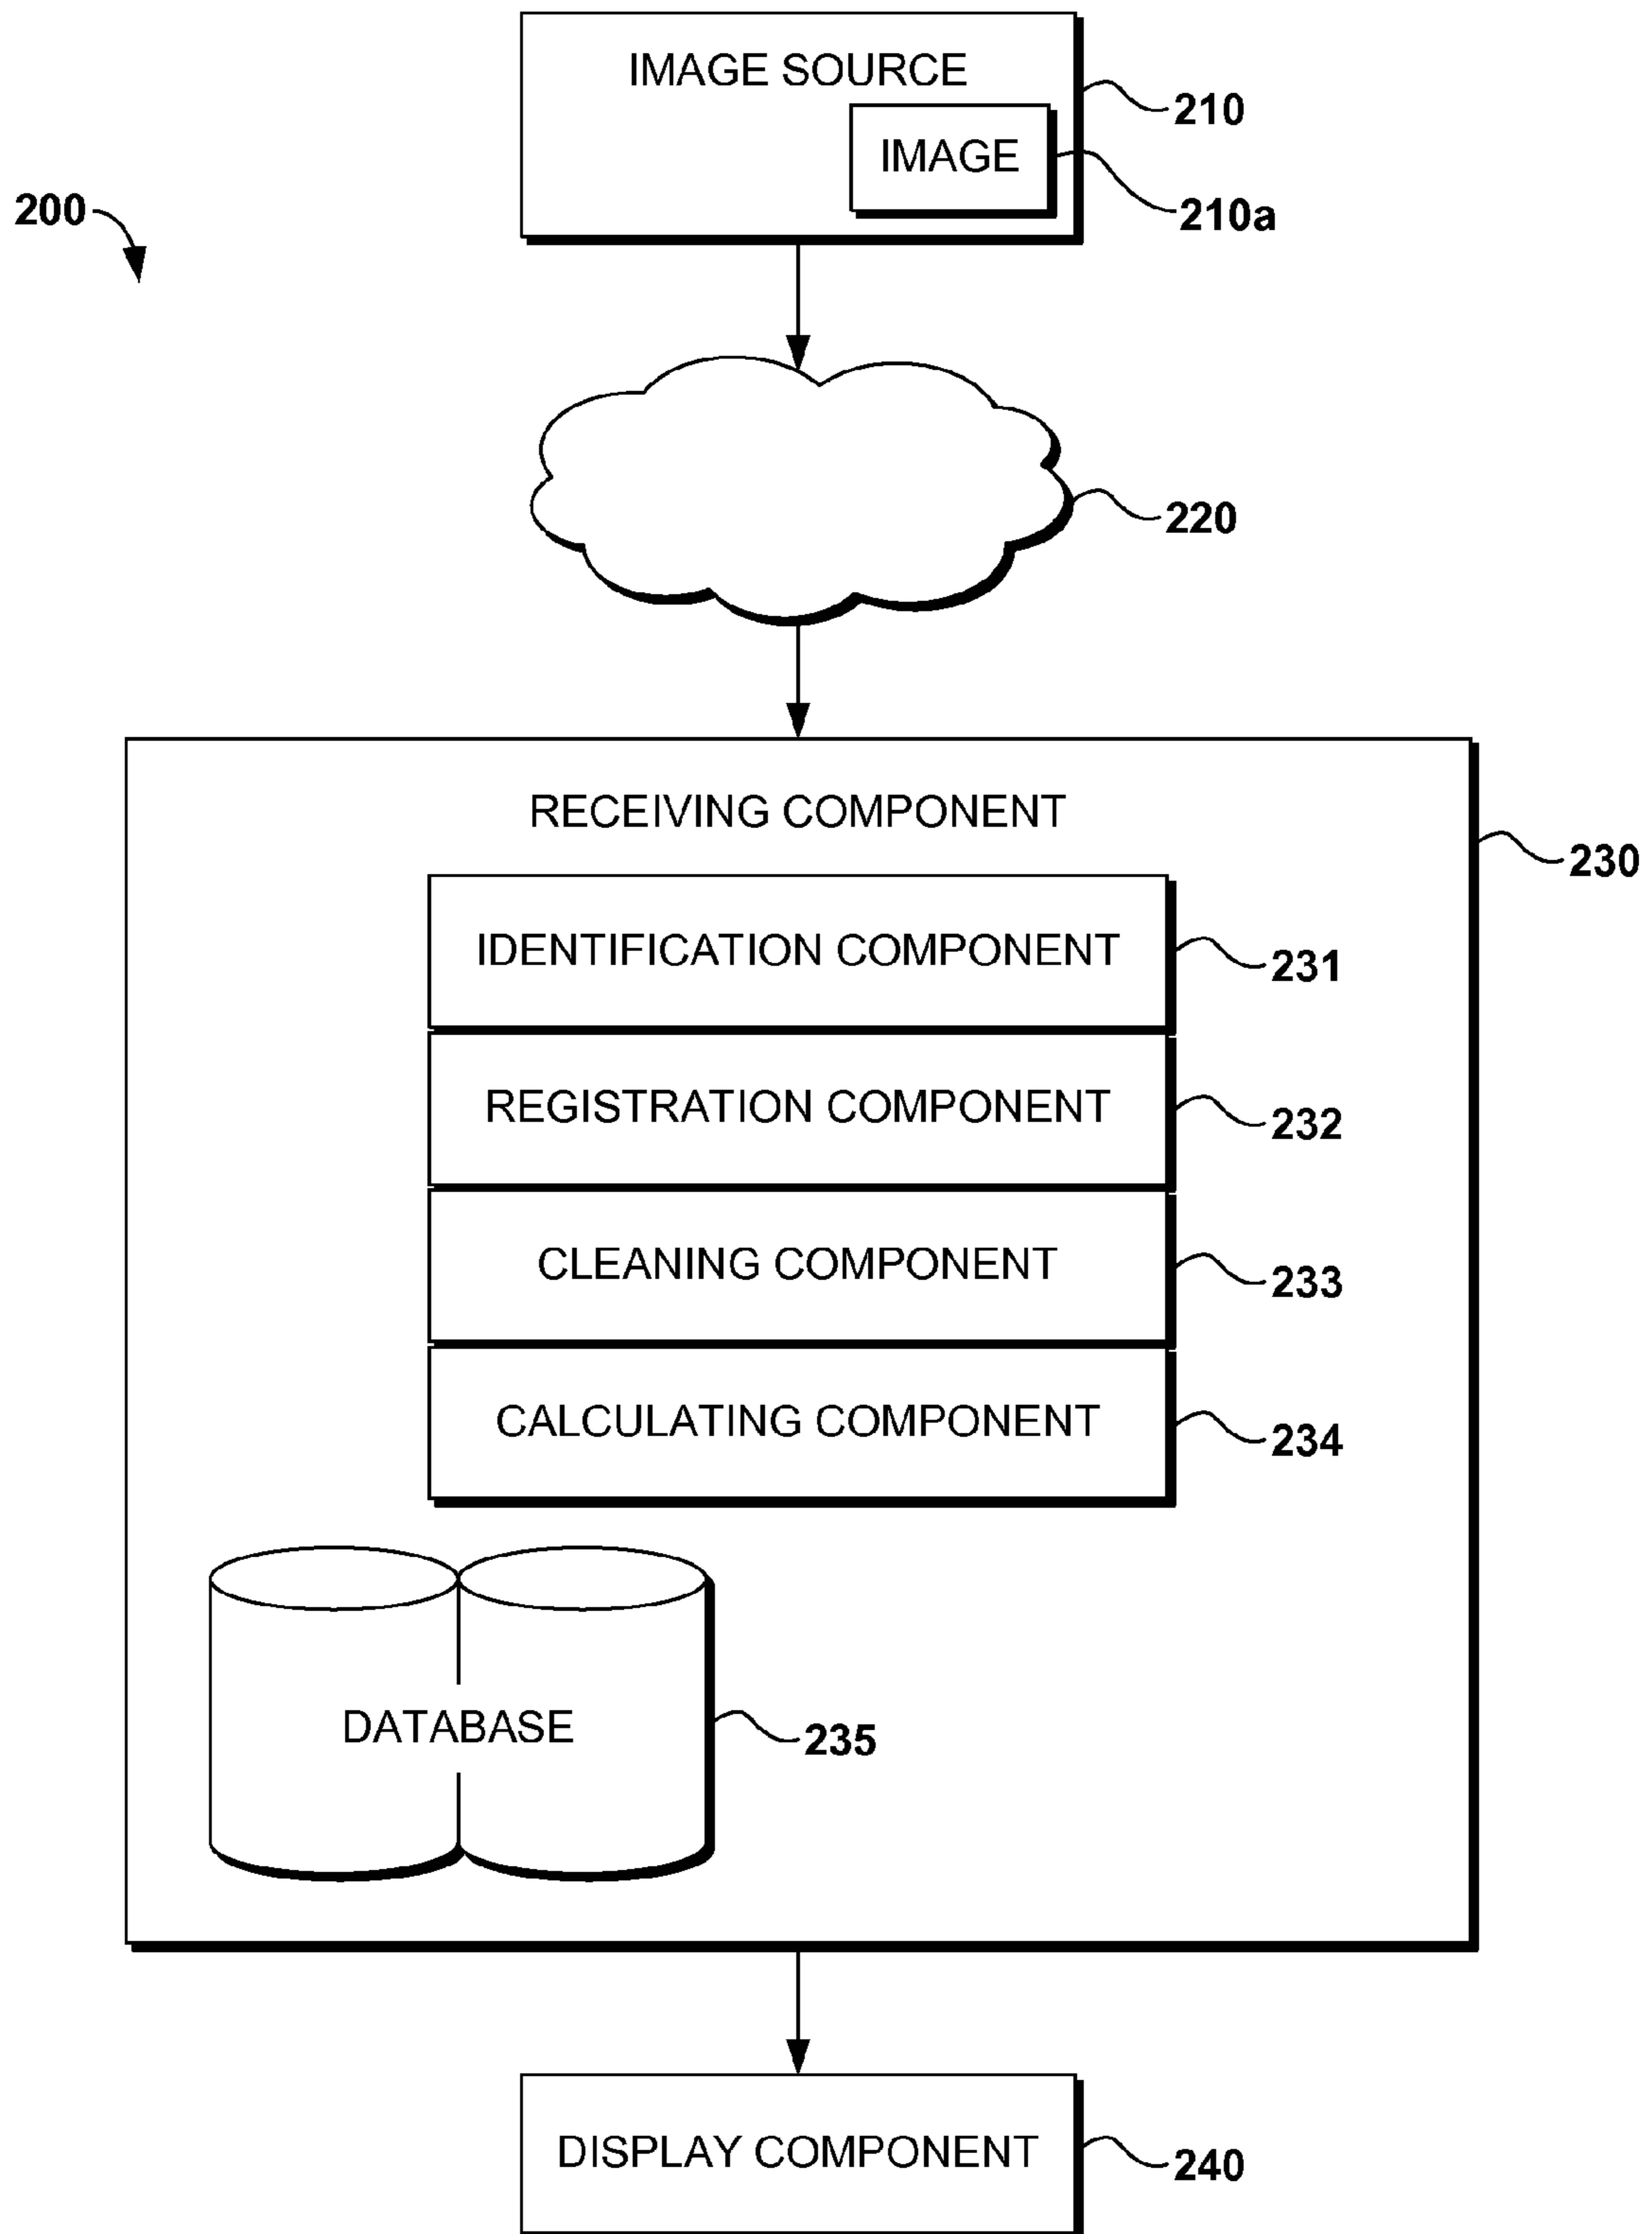 IMAGE SOURCE
210
IMAGE
210a
200
220
RECEIVING COMPONENT
230
IDENTIFICATION COMPONENT
231
REGISTRATION COMPONENT
232
CLEANING COMPONENT
233
CALCULATING COMPONENT
234
DATABASE
235
DISPLAY COMPONENT
240